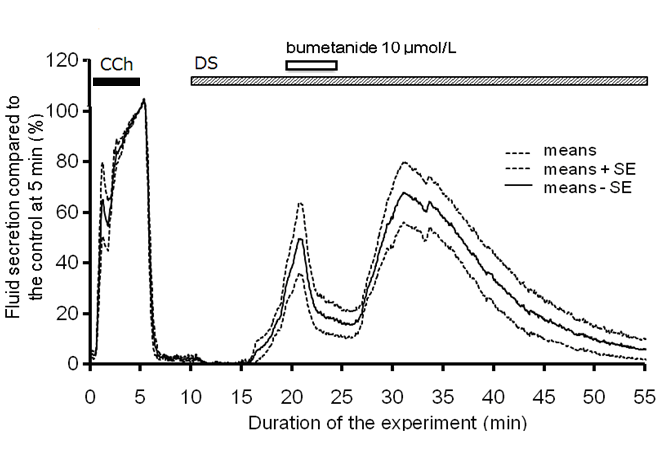 bumetanide 10 µmol/L
CCh
DS
120
100
80
60
40
20
0
Fluid secretion compared to
the control at 5 min (%)
means
means + SE
means - SE
0 5 10 15 20 25 30 35 40 45 50 55
Duration of the experiment (min)